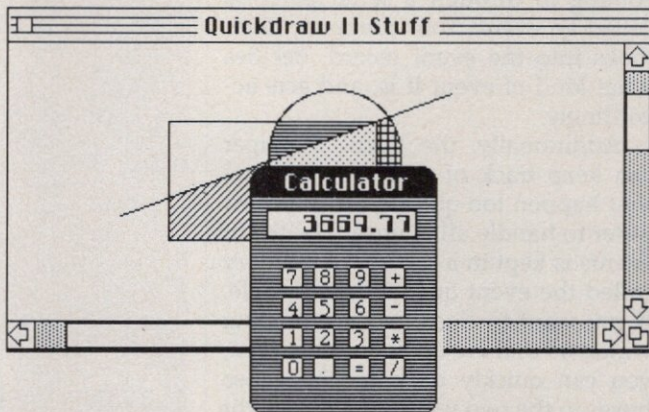 Quickdraw II Stuff
Calculator
3669.77
7 8 9 +
4 5 6 -
1 2 3 *
0 . = /